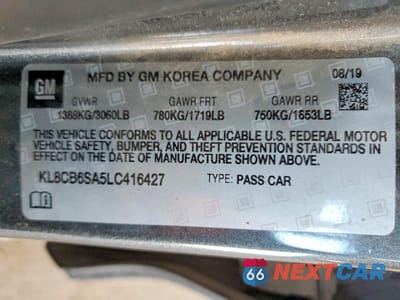 GM
MFD BY GM KOREA COMPANY 06/19
GVWR GAWR FRT GAWR RR
1388KG/3060LB 780KG/1719LB 750KG/1653LB
THIS VEHICLE CONFORMS TO ALL APPLICABLE U.S. FEDERAL MOTOR
VEHICLE SAFETY, BUMPER, AND THEFT PREVENTION STANDARDS IN
EFFECT ON THE DATE OF MANUFACTURE SHOWN ABOVE.
KL8CB6SA5LC416427 TYPE: PASS CAR
66 NEXTCAR